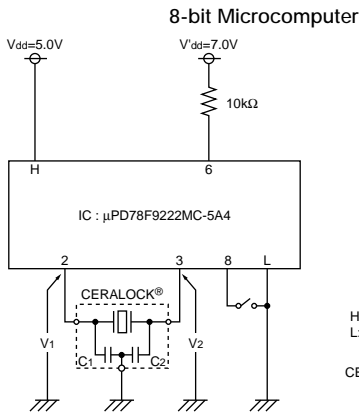 8-bit Microcomputer
Vdd=5.0V V'dd=7.0V
10kΩ
H 6
IC : μPD78F9222MC-5A4
2 3 8 L
CERALOCK®
V1 C1 C2 V2
H
L:
CE